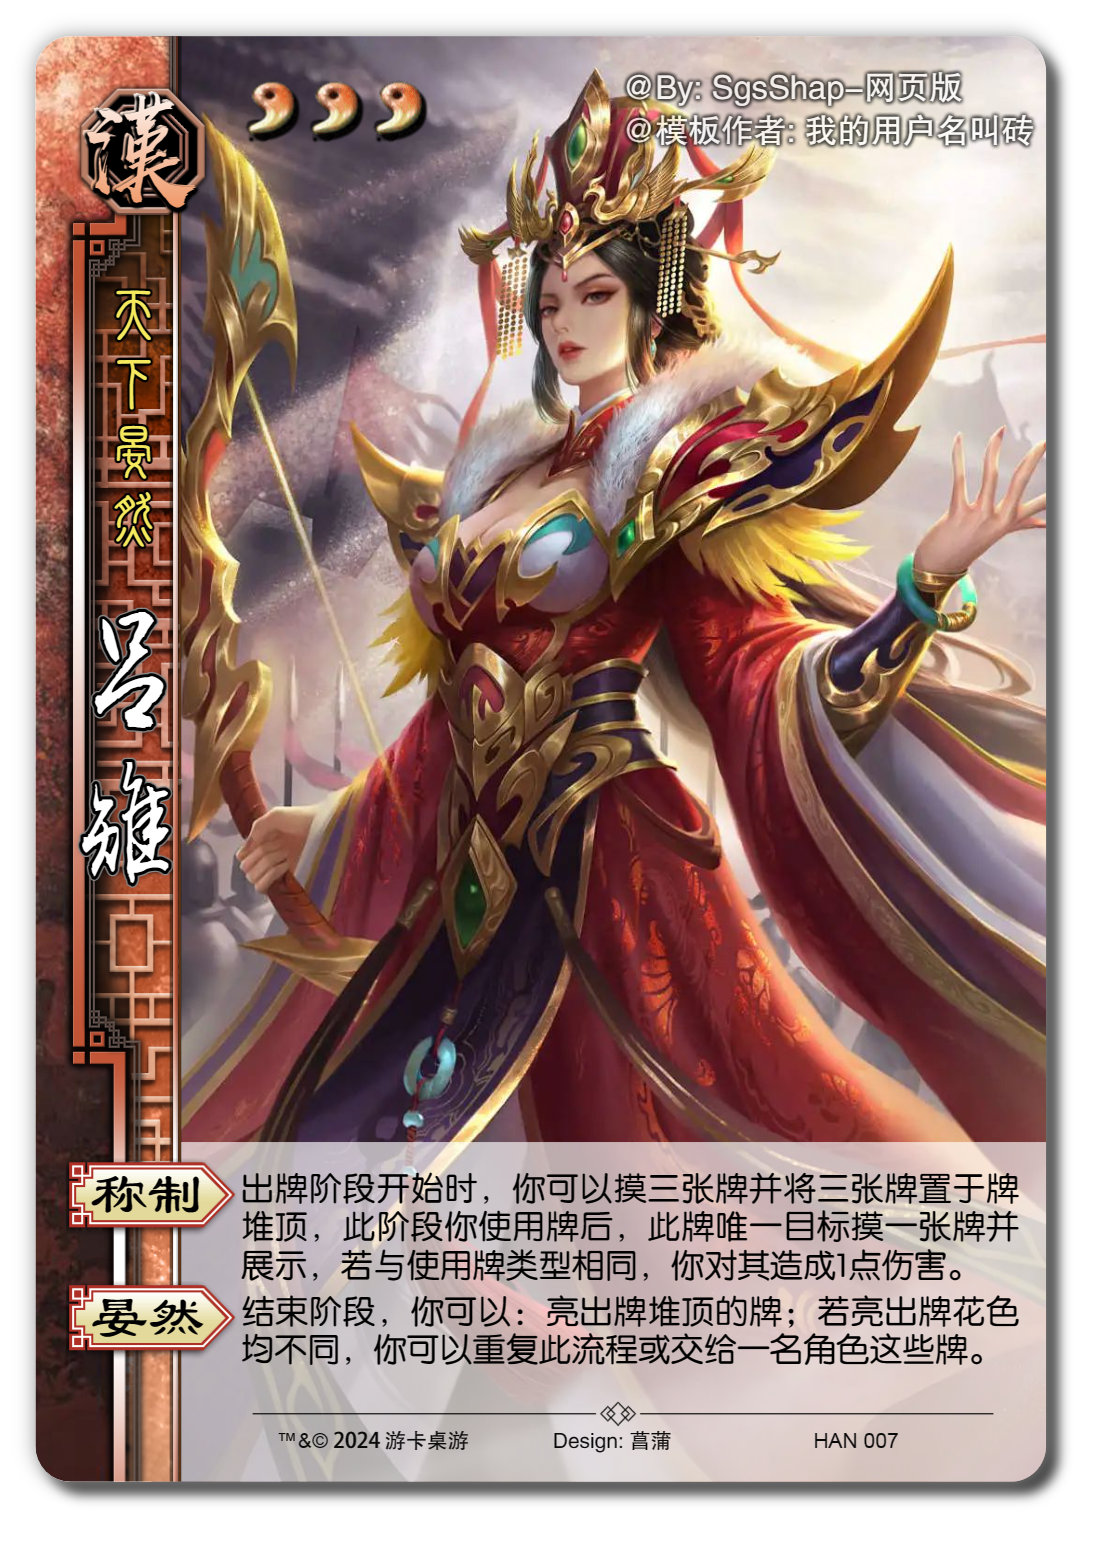 @By: SgsShap-网页版
@模板作者: 我的用户名叫砖
漢
天下晏然
吕雉
称制
出牌阶段开始时，你可以摸三张牌并将三张牌置于牌
堆顶，此阶段你使用牌后，此牌唯一目标摸一张牌并
展示，若与使用牌类型相同，你对其造成1点伤害。
晏然
结束阶段，你可以：亮出牌堆顶的牌；若亮出牌花色
均不同，你可以重复此流程或交给一名角色这些牌。
™&© 2024 游卡桌游
Design: 菖蒲
HAN 007